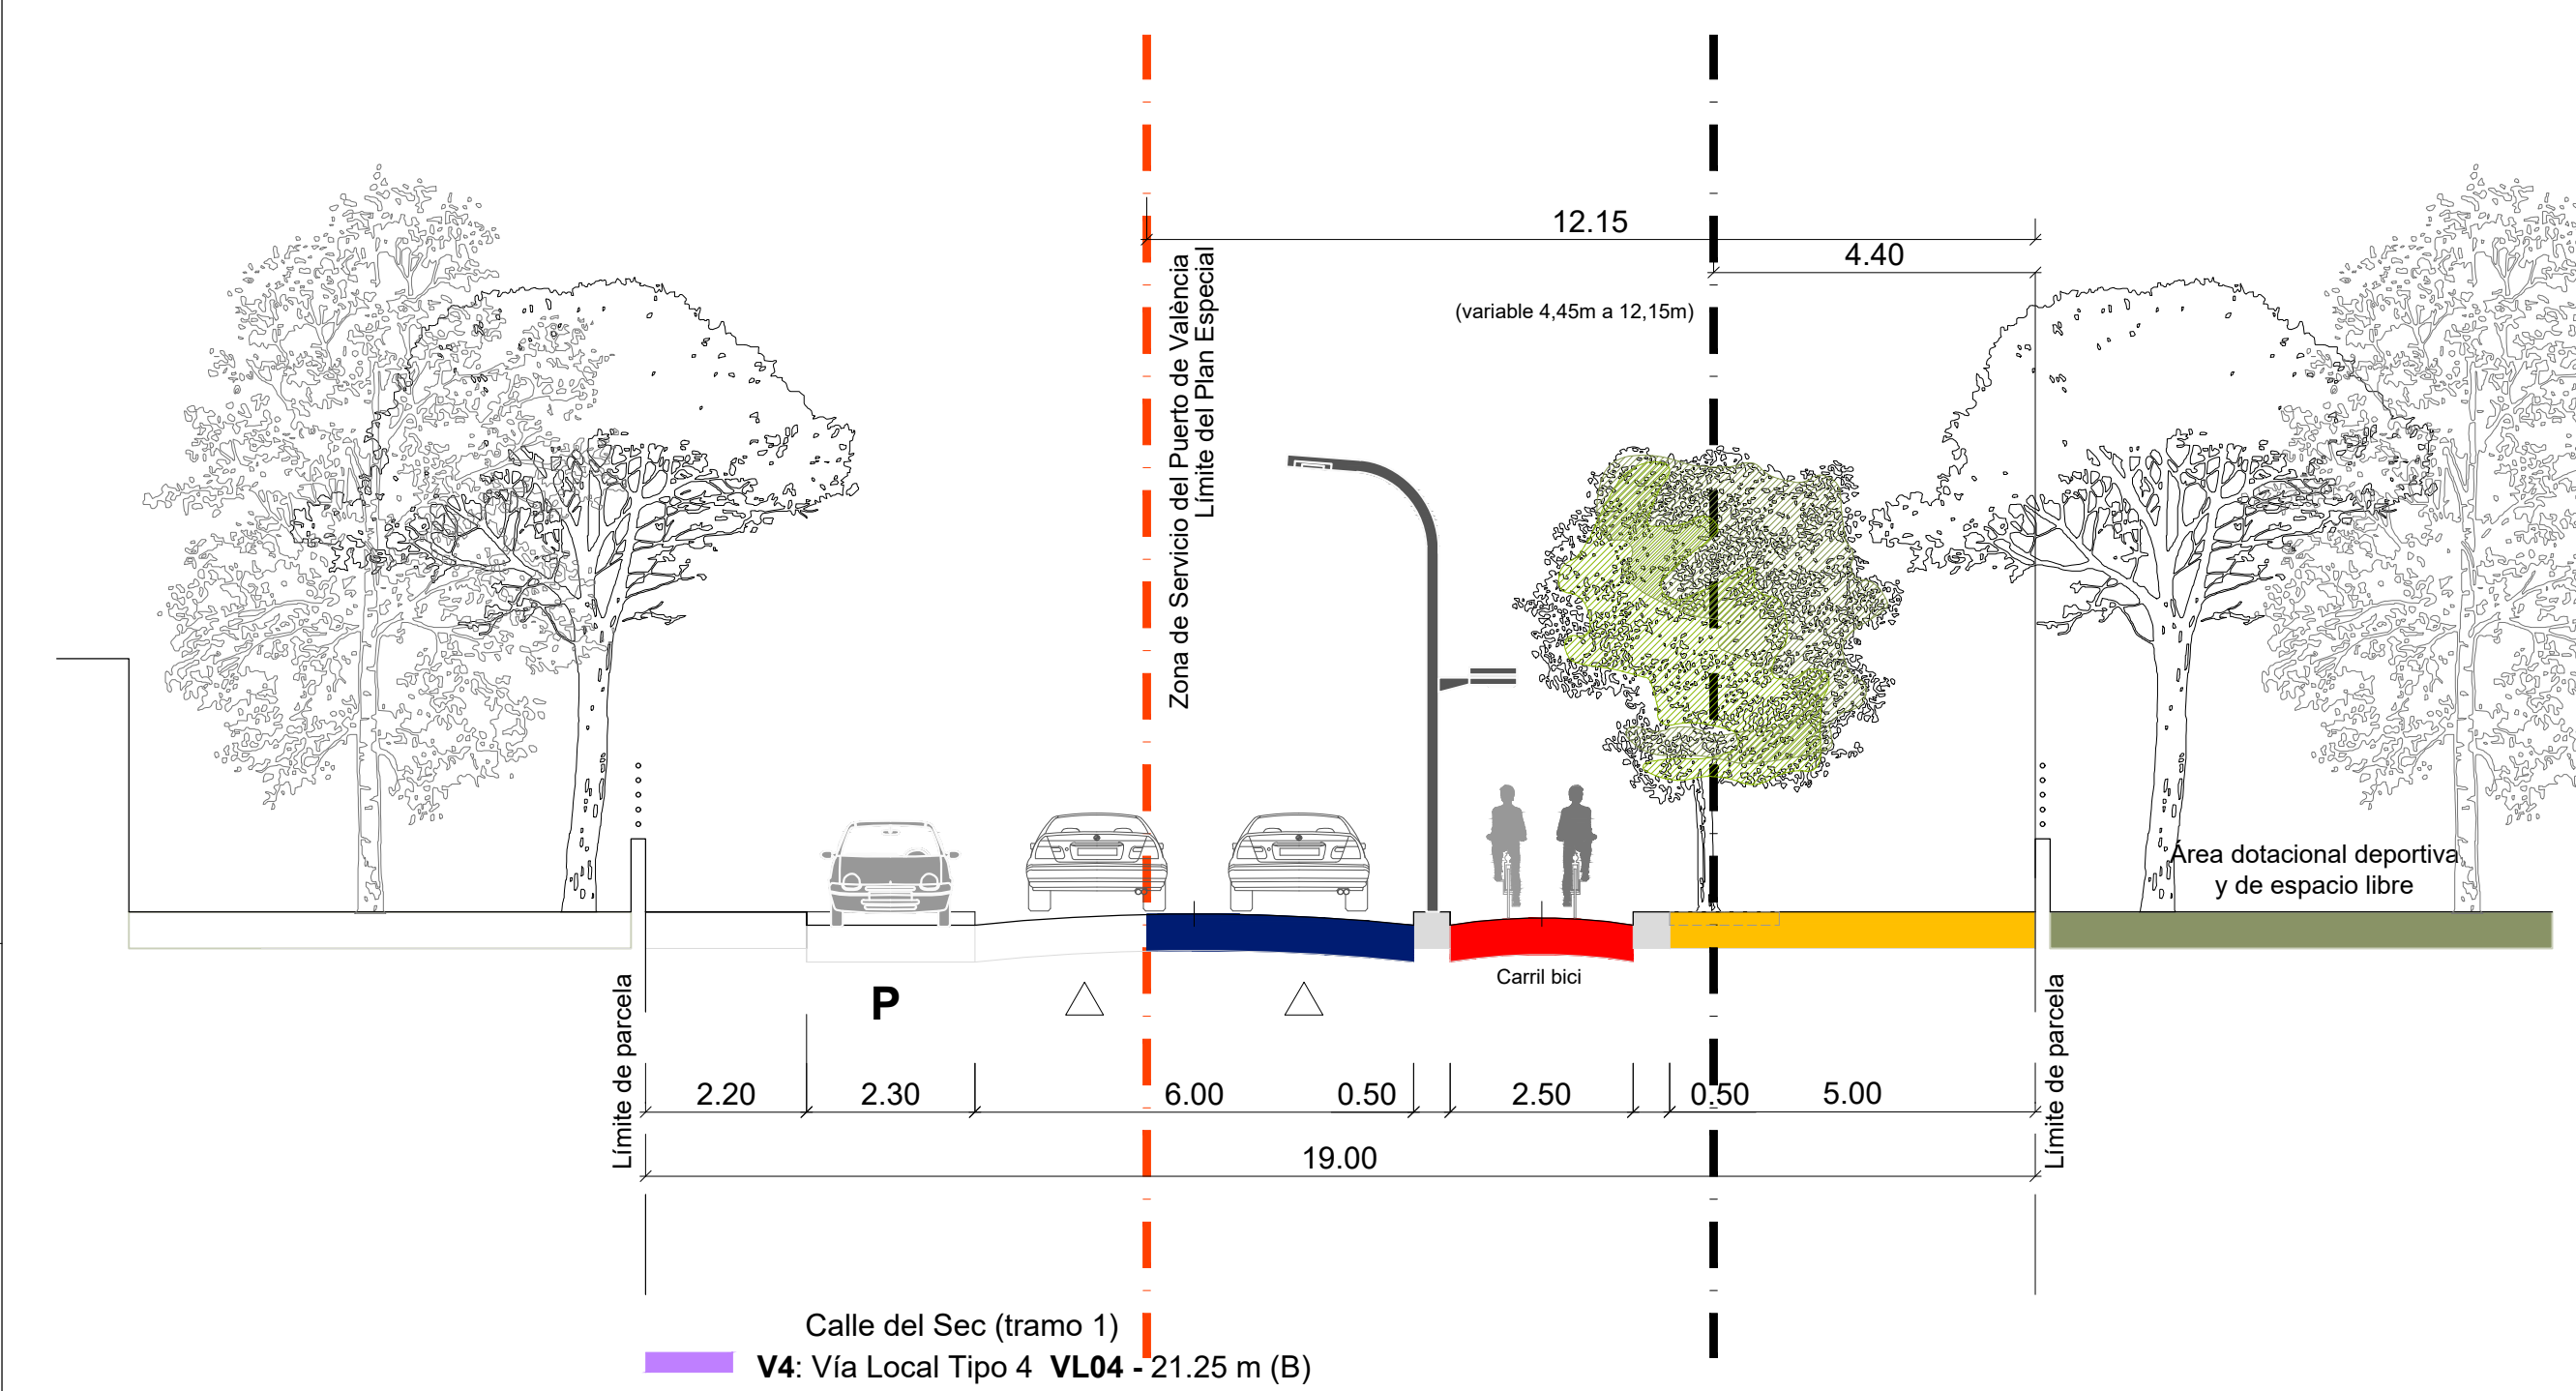 12.15
4.40
(variable 4,45m a 12,15m)
Zona de Servicio del Puerto de València
Límite del Plan Especial
Área dotacional deportiva
y de espacio libre
Carril bici
P
Límite de parcela
Límite de parcela
2.20 2.30 6.00 0.50 2.50 0.50 5.00
19.00
Calle del Sec (tramo 1)
V4: Vía Local Tipo 4 VL04 - 21.25 m (B)